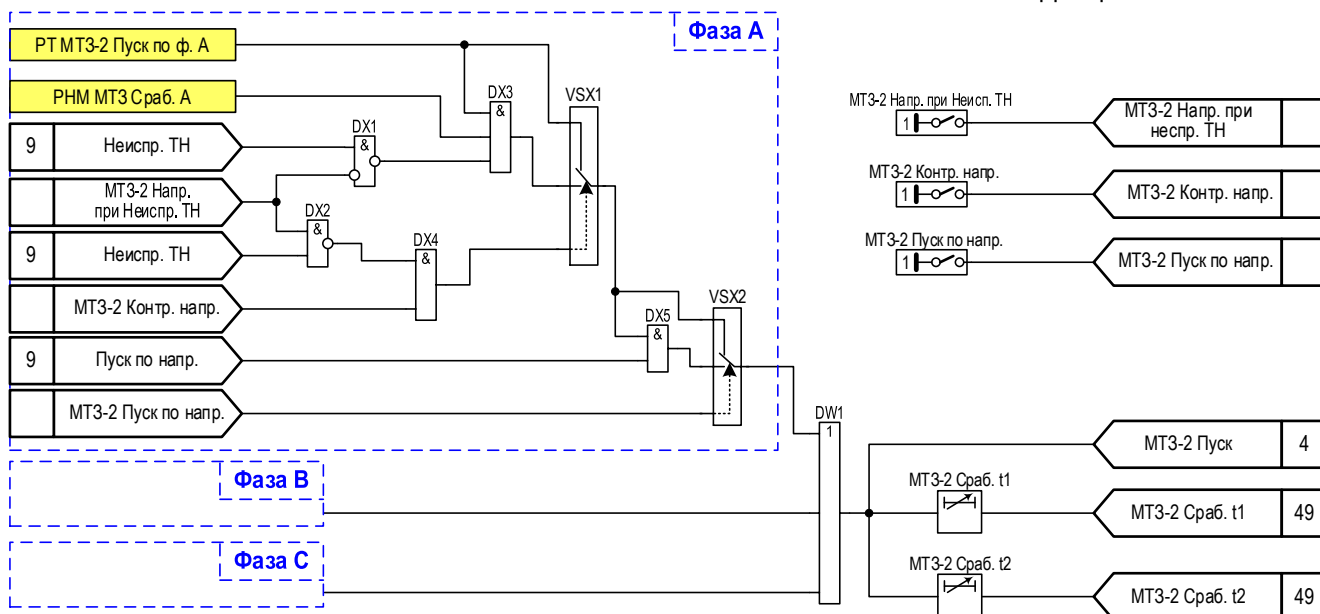 Фаза А
РТ МТЗ-2 Пуск по ф. А
РНМ МТЗ Сраб. А
9 Неиспр. ТН
МТЗ-2 Напр.
при Неиспр. ТН
9 Неиспр. ТН
МТЗ-2 Контр. напр.
9 Пуск по напр.
МТЗ-2 Пуск по напр.
DX1
&
DX2
&
DX3
&
DX4
&
VSX1
DX5
&
VSX2
DW1
1
Фаза В
Фаза С
МТЗ-2 Напр. при Неисп. ТН
1
МТЗ-2 Напр. при
неспр. ТН
МТЗ-2 Контр. напр.
1
МТЗ-2 Контр. напр.
МТЗ-2 Пуск по напр.
1
МТЗ-2 Пуск по напр.
МТЗ-2 Пуск 4
МТЗ-2 Сраб. t1
МТЗ-2 Сраб. t1 49
МТЗ-2 Сраб. t2
МТЗ-2 Сраб. t2 49